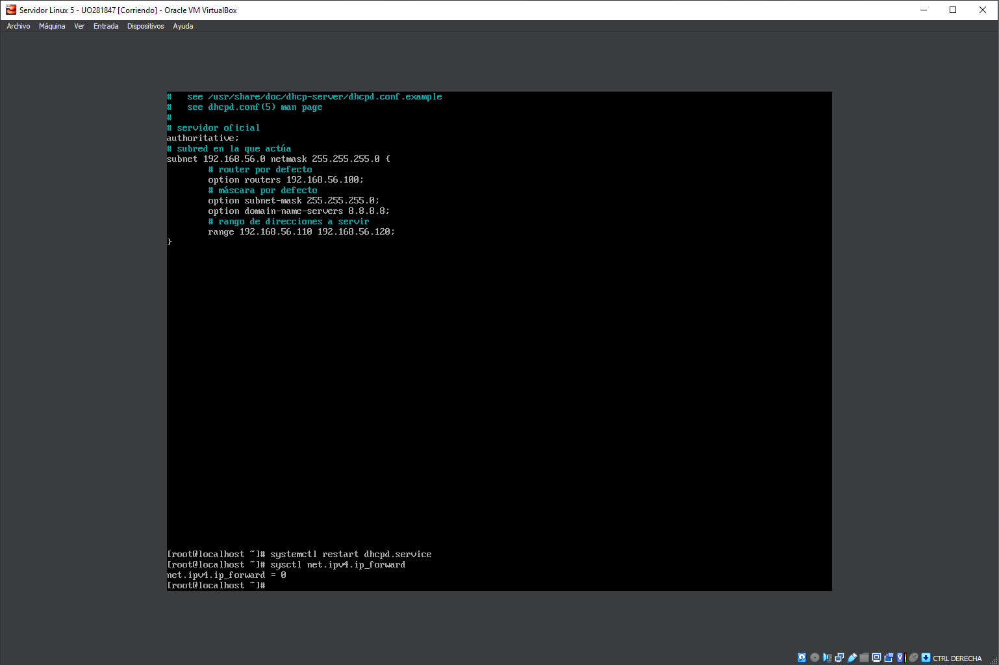 Servidor Linux 5 - UO281847 [Corriendo] - Oracle VM VirtualBox
Archivo Máquina Ver Entrada Dispositivos Ayuda
#   see /usr/share/doc/dhcp-server/dhcpd.conf.example
#   see dhcpd.conf(5) man page
#
# servidor oficial
authoritative;
# subred en la que actúa
subnet 192.168.56.0 netmask 255.255.255.0 {
        # router por defecto
        option routers 192.168.56.100;
        # máscara por defecto
        option subnet-mask 255.255.255.0;
        option domain-name-servers 8.8.8.8;
        # rango de direcciones a servir
        range 192.168.56.110 192.168.56.120;
}
[root@localhost ~]# systemctl restart dhcpd.service
[root@localhost ~]# sysctl net.ipv4.ip_forward
net.ipv4.ip_forward = 0
[root@localhost ~]#
CTRL DERECHA